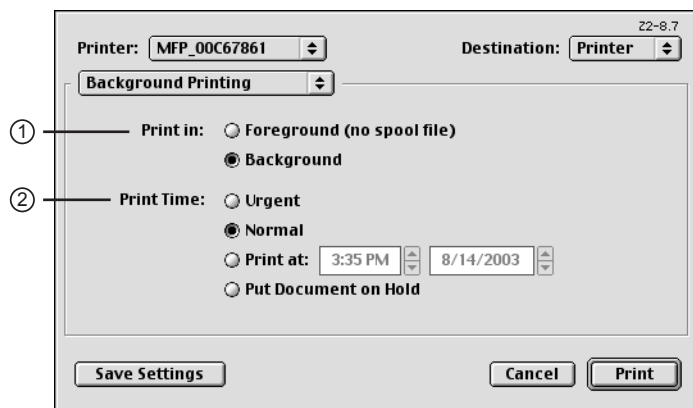 Z2-8.7
Printer: MFP_00C67861 Destination: Printer
Background Printing
① Print in: Foreground (no spool file)
Background
② Print Time: Urgent
Normal
Print at: 3:35 PM 8/14/2003
Put Document on Hold
Save Settings Cancel Print